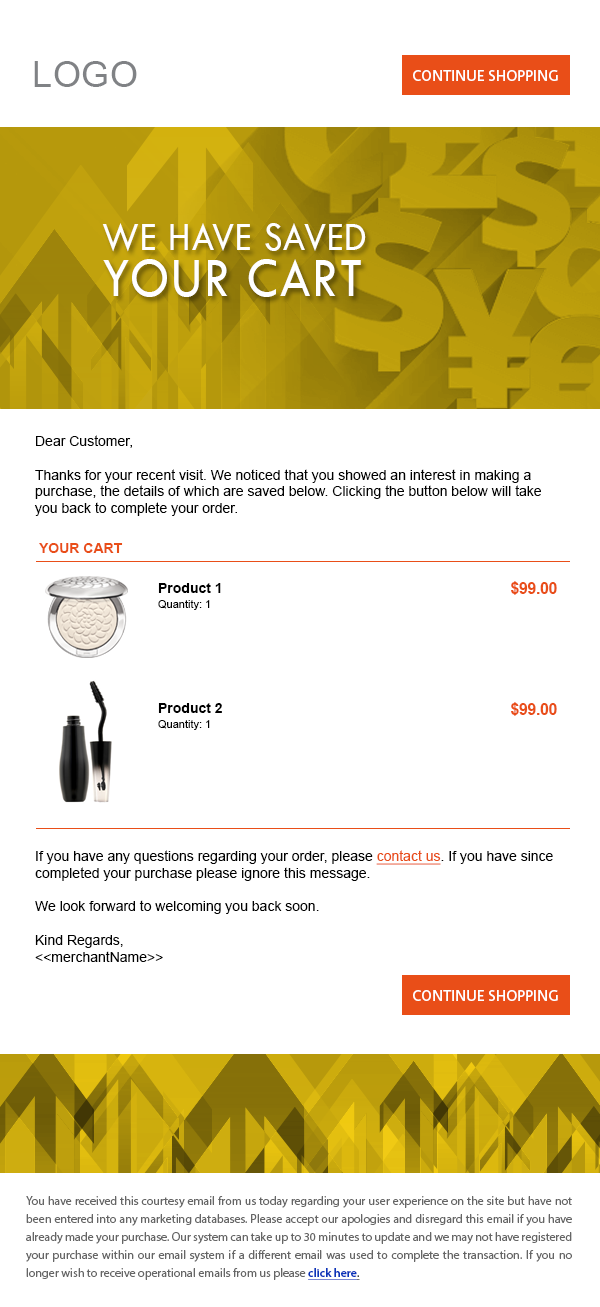 LOGO
CONTINUE SHOPPING
WE HAVE SAVED
YOUR CART
Dear Customer,
Thanks for your recent visit. We noticed that you showed an interest in making a
purchase, the details of which are saved below. Clicking the button below will take
you back to complete your order.
YOUR CART
Product 1
Quantity: 1
$99.00
Product 2
Quantity: 1
$99.00
If you have any questions regarding your order, please contact us. If you have since
completed your purchase please ignore this message.
We look forward to welcoming you back soon.
Kind Regards,
<<merchantName>>
CONTINUE SHOPPING
You have received this courtesy email from us today regarding your user experience on the site but have not
been entered into any marketing databases. Please accept our apologies and disregard this email if you have
already made your purchase. Our system can take up to 30 minutes to update and we may not have registered
your purchase within our email system if a different email was used to complete the transaction. If you no
longer wish to receive operational emails from us please click here.